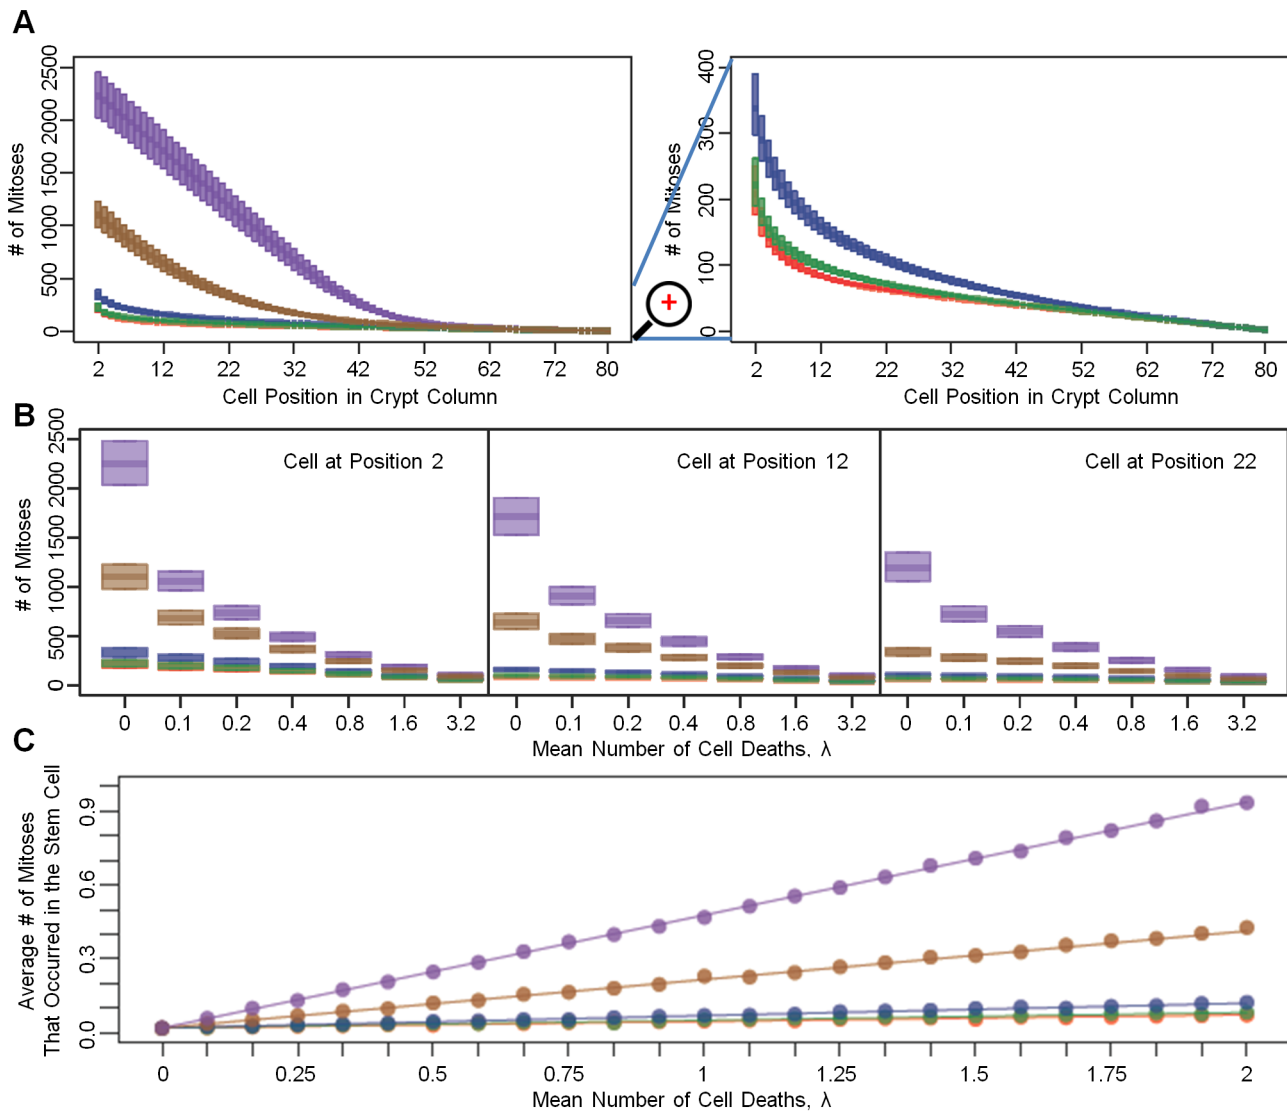 A
# of Mitoses
0 500 1000 1500 2000 2500
2 12 22 32 42 52 62 72 80
Cell Position in Crypt Column
+
# of Mitoses
0 100 200 300 400
2 12 22 32 42 52 62 72 80
Cell Position in Crypt Column
B
# of Mitoses
0 500 1000 1500 2000 2500
Cell at Position 2
Cell at Position 12
Cell at Position 22
0 0.1 0.2 0.4 0.8 1.6 3.2
0 0.1 0.2 0.4 0.8 1.6 3.2
0 0.1 0.2 0.4 0.8 1.6 3.2
Mean Number of Cell Deaths, λ
C
Average # of Mitoses
That Occurred in the Stem Cell
0.0 0.3 0.6 0.9
0 0.25 0.5 0.75 1 1.25 1.5 1.75 2
Mean Number of Cell Deaths, λ